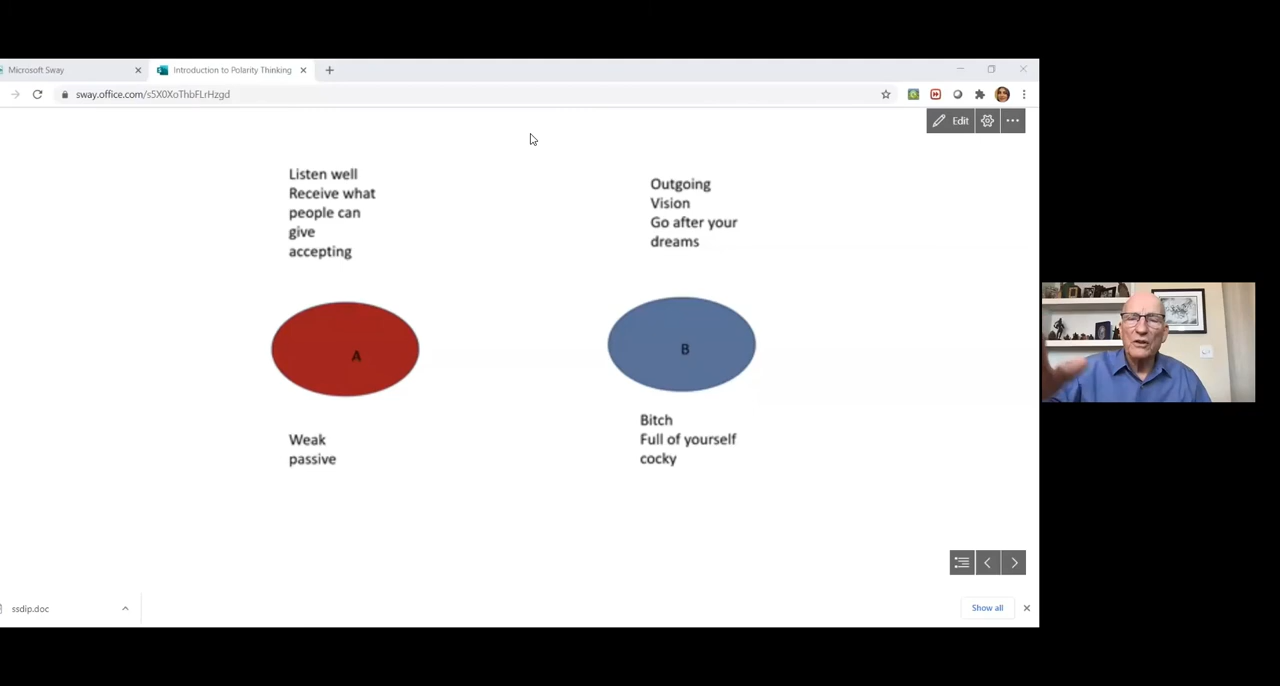 Microsoft Sway
Introduction to Polarity Thinking
sway.office.com/s5X0XoThbFLrHzgd
Edit
Listen well
Receive what
people can
give
accepting
Outgoing
Vision
Go after your
dreams
A
B
Weak
passive
Bitch
Full of yourself
cocky
ssdip.doc
Show all